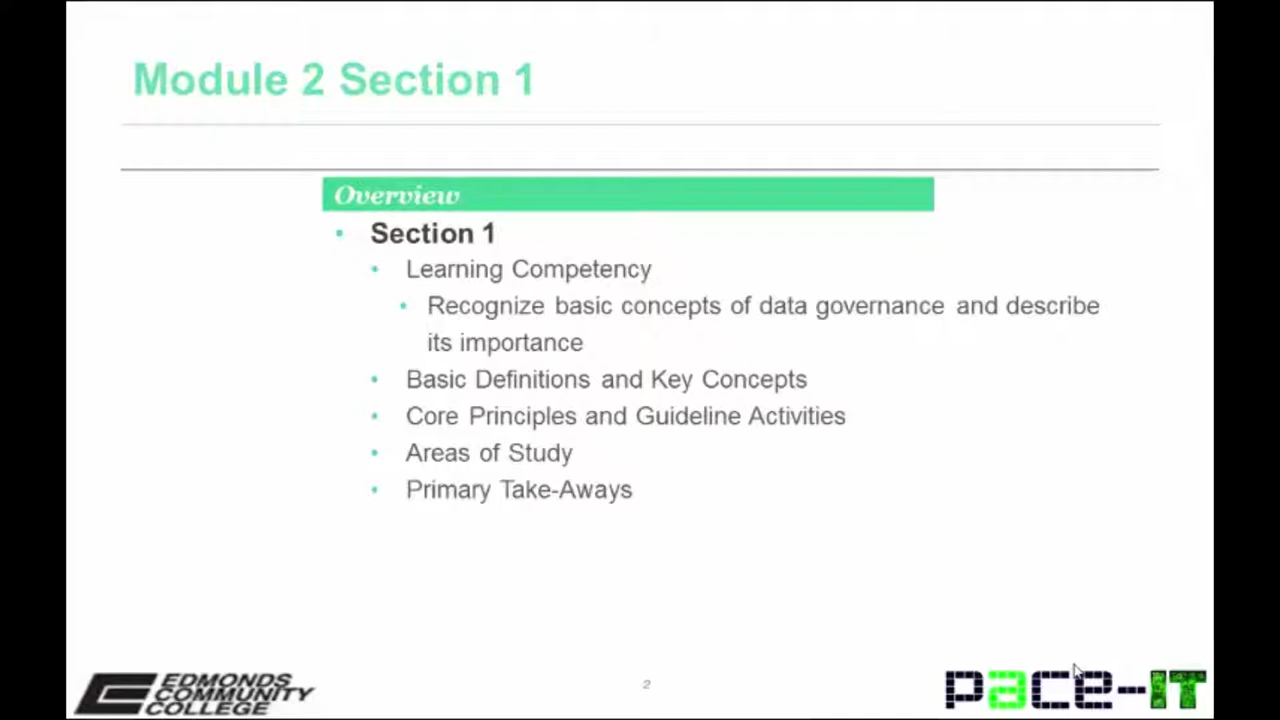 Module 2 Section 1
Overview
• Section 1
• Learning Competency
• Recognize basic concepts of data governance and describe
its importance
• Basic Definitions and Key Concepts
• Core Principles and Guideline Activities
• Areas of Study
• Primary Take-Aways
EDMONDS
COMMUNITY
COLLEGE
2
pace-IT